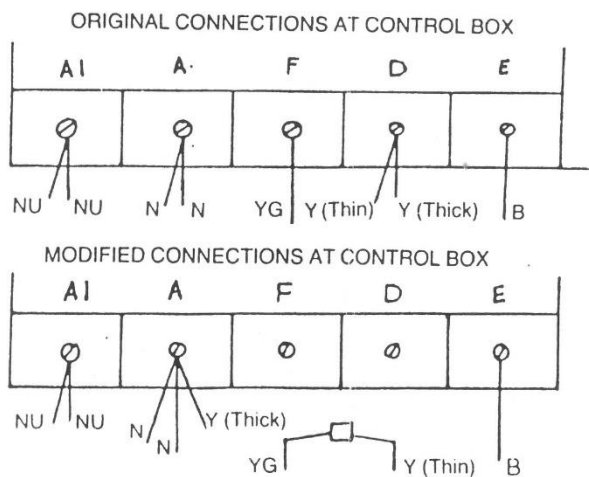 ORIGINAL CONNECTIONS AT CONTROL BOX
A1 A. F D E
NU NU N N YG Y (Thin) Y (Thick) B
MODIFIED CONNECTIONS AT CONTROL BOX
A1 A F D E
NU NU N N Y (Thick) YG Y (Thin) B